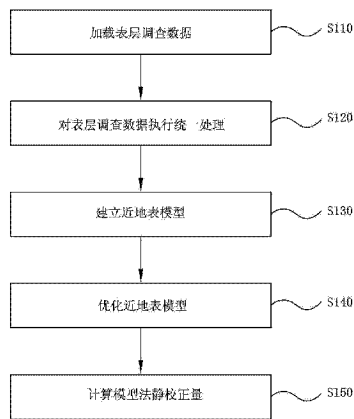 加载表层调查数据
S110
对表层调查数据执行统一处理
S120
建立近地表模型
S130
优化近地表模型
S140
计算模型法静校正量
S150